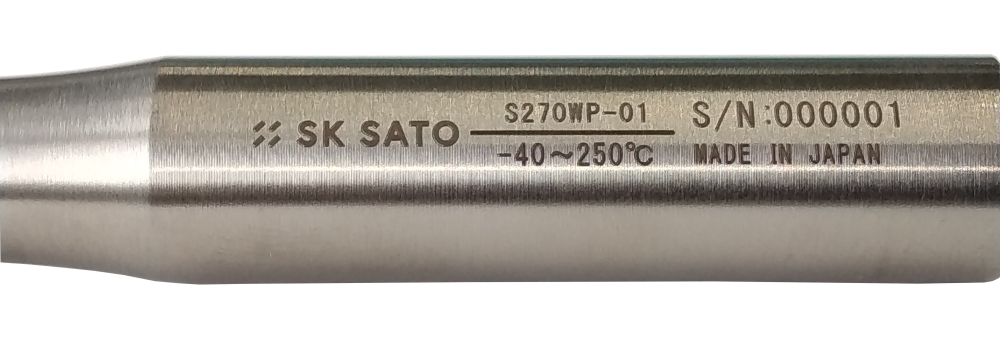 SK SATO
S270WP-01
-40～250℃
S/N:000001
MADE IN JAPAN